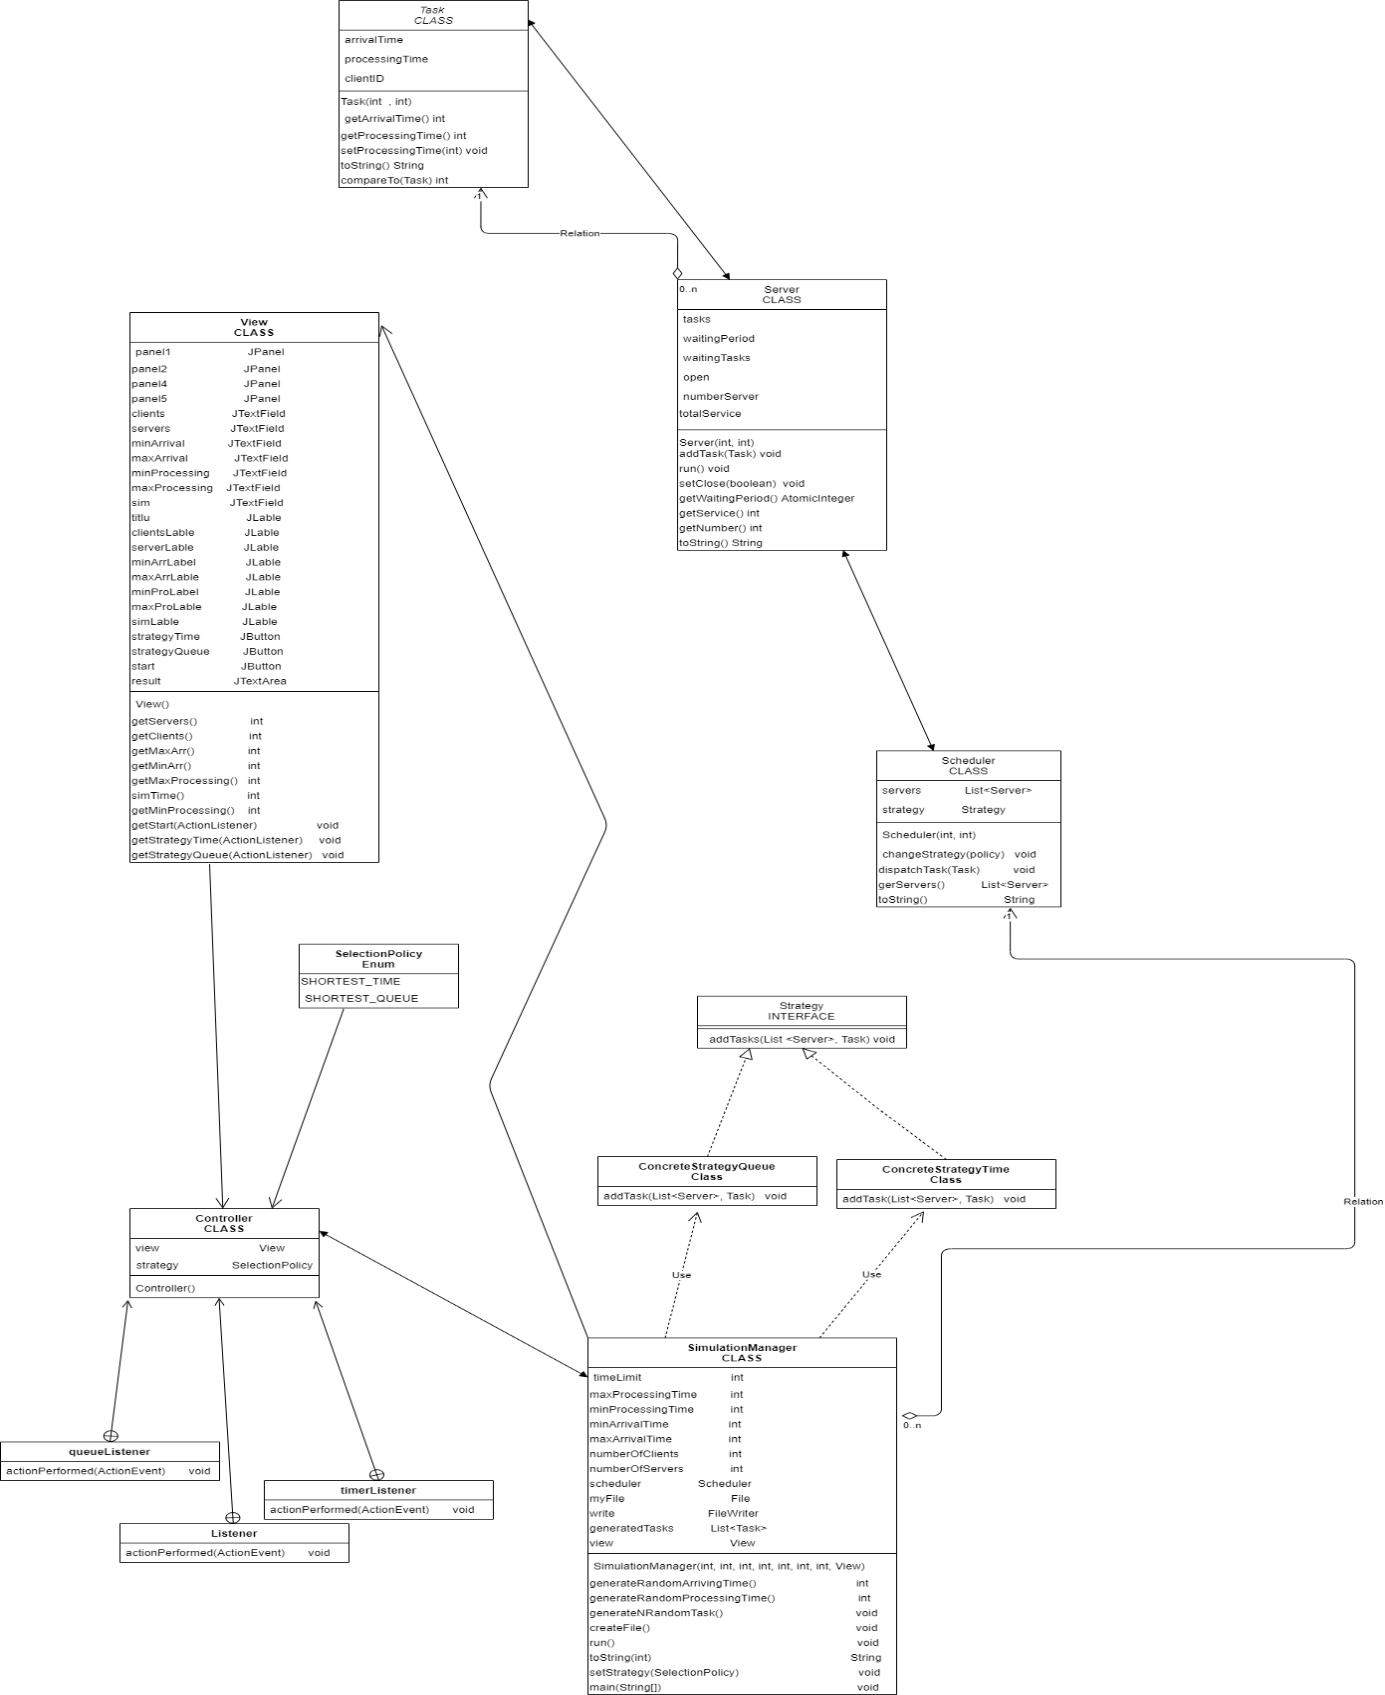 Task
CLASS
arrivalTime
processingTime
clientID
Task(int , int)
getArrivalTime() int
getProcessingTime() int
setProcessingTime(int) void
toString() String
compareTo(Task) int
1
Relation
0..n
Server
CLASS
tasks
waitingPeriod
waitingTasks
open
numberServer
totalService
Server(int, int)
addTask(Task) void
run() void
setClose(boolean) void
getWaitingPeriod() AtomicInteger
getService() int
getNumber() int
toString() String
View
CLASS
panel1 JPanel
panel2 JPanel
panel4 JPanel
panel5 JPanel
clients JTextField
servers JTextField
minArrival JTextField
maxArrival JTextField
minProcessing JTextField
maxProcessing JTextField
sim JTextField
titlu JLable
clientsLable JLable
serverLable JLable
minArrLabel JLable
maxArrLable JLable
minProLabel JLable
maxProLable JLable
simLable JLable
strategyTime JButton
strategyQueue JButton
start JButton
result JTextArea
View()
getServers() int
getClients() int
getMaxArr() int
getMinArr() int
getMaxProcessing() int
simTime() int
getMinProcessing() int
getStart(ActionListener) void
getStrategyTime(ActionListener) void
getStrategyQueue(ActionListener) void
Scheduler
CLASS
servers List<Server>
strategy Strategy
Scheduler(int, int)
changeStrategy(policy) void
dispatchTask(Task) void
gerServers() List<Server>
toString() String
1
Relation
SelectionPolicy
Enum
SHORTEST_TIME
SHORTEST_QUEUE
Strategy
INTERFACE
addTasks(List <Server>, Task) void
ConcreteStrategyQueue
Class
addTask(List<Server>, Task) void
ConcreteStrategyTime
Class
addTask(List<Server>, Task) void
Use
Use
Controller
CLASS
view View
strategy SelectionPolicy
Controller()
queueListener
actionPerformed(ActionEvent) void
timerListener
actionPerformed(ActionEvent) void
Listener
actionPerformed(ActionEvent) void
0..n
SimulationManager
CLASS
timeLimit int
maxProcessingTime int
minProcessingTime int
minArrivalTime int
maxArrivalTime int
numberOfClients int
numberOfServers int
scheduler Scheduler
myFile File
write FileWriter
generatedTasks List<Task>
view View
SimulationManager(int, int, int, int, int, int, int, View)
generateRandomArrivingTime() int
generateRandomProcessingTime() int
generateNRandomTask() void
createFile() void
run() void
toString(int) String
setStrategy(SelectionPolicy) void
main(String[]) void